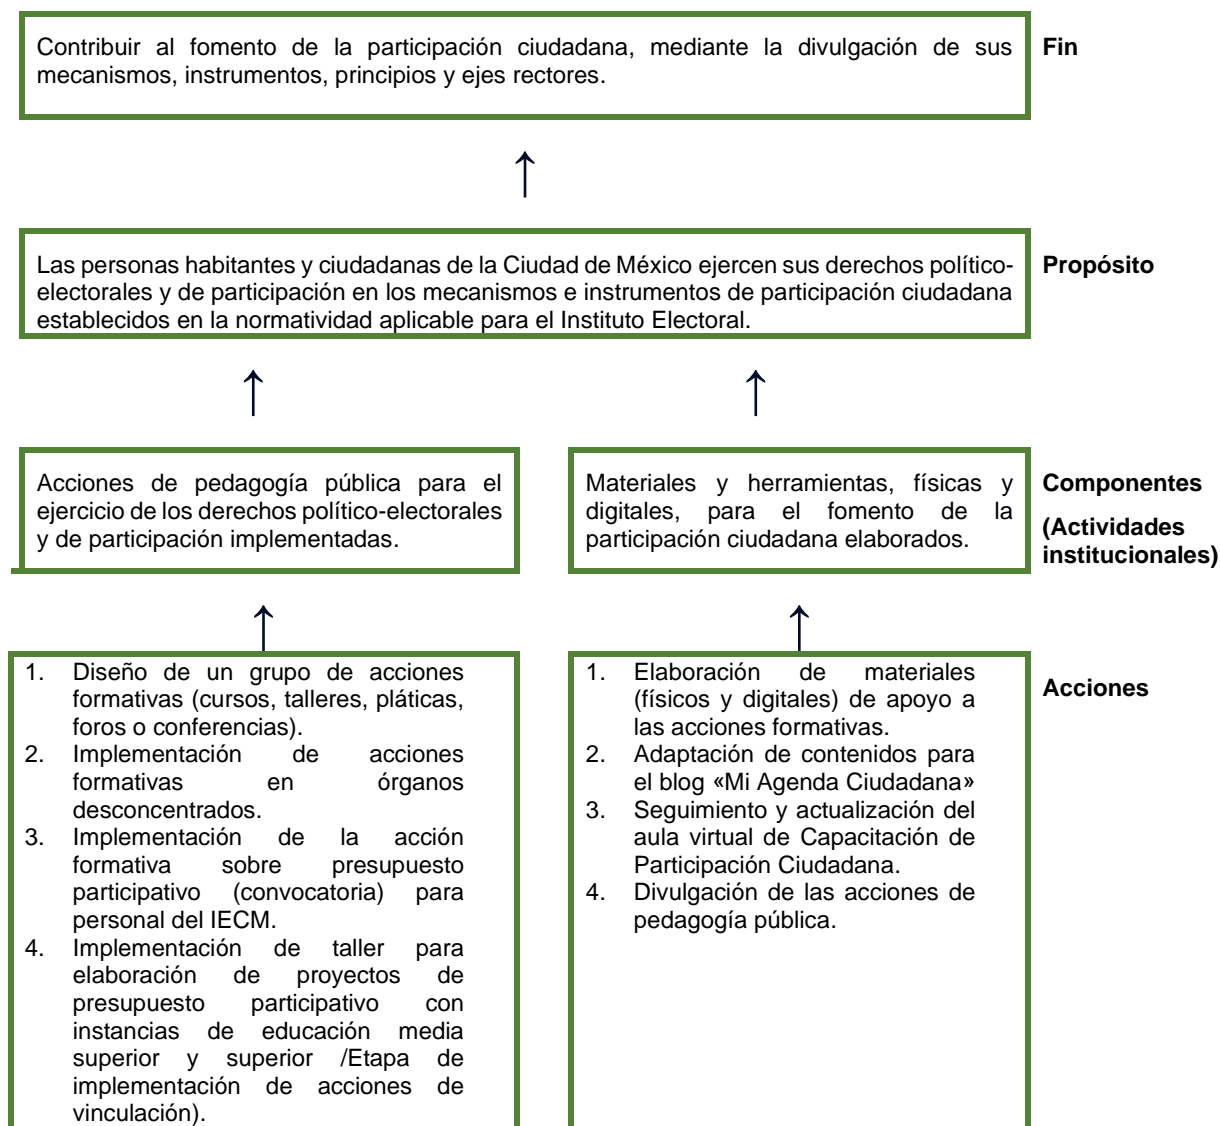 Contribuir al fomento de la participación ciudadana, mediante la divulgación de sus
mecanismos, instrumentos, principios y ejes rectores.
Fin
Las personas habitantes y ciudadanas de la Ciudad de México ejercen sus derechos político-
electorales y de participación en los mecanismos e instrumentos de participación ciudadana
establecidos en la normatividad aplicable para el Instituto Electoral.
Propósito
Acciones de pedagogía pública para el
ejercicio de los derechos político-electorales
y de participación implementadas.
Materiales y herramientas, físicas y
digitales, para el fomento de la
participación ciudadana elaborados.
Componentes
(Actividades
institucionales)
1. Diseño de un grupo de acciones
formativas (cursos, talleres, pláticas,
foros o conferencias).
2. Implementación de acciones
formativas en órganos
desconcentrados.
3. Implementación de la acción
formativa sobre presupuesto
participativo (convocatoria) para
personal del IECM.
4. Implementación de taller para
elaboración de proyectos de
presupuesto participativo con
instancias de educación media
superior y superior /Etapa de
implementación de acciones de
vinculación).
1. Elaboración de materiales
(físicos y digitales) de apoyo a
las acciones formativas.
2. Adaptación de contenidos para
el blog «Mi Agenda Ciudadana»
3. Seguimiento y actualización del
aula virtual de Capacitación de
Participación Ciudadana.
4. Divulgación de las acciones de
pedagogía pública.
Acciones